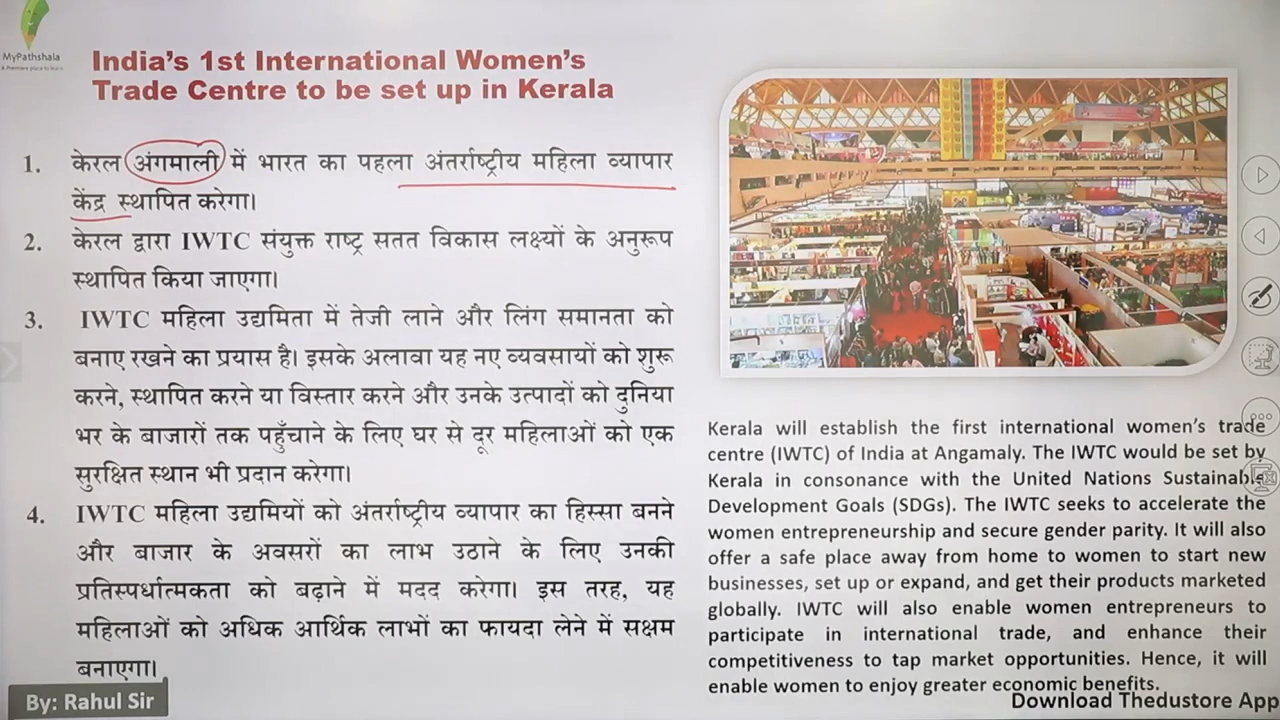 MyPathshala
India's 1st International Women's
Trade Centre to be set up in Kerala
1. केरल अंगमाली में भारत का पहला अंतर्राष्ट्रीय महिला व्यापार
केंद्र स्थापित करेगा।
2. केरल द्वारा IWTC संयुक्त राष्ट्र सतत विकास लक्ष्यों के अनुरूप
स्थापित किया जाएगा।
3. IWTC महिला उद्यमिता में तेजी लाने और लिंग समानता को
बनाए रखने का प्रयास है। इसके अलावा यह नए व्यवसायों को शुरू
करने, स्थापित करने या विस्तार करने और उनके उत्पादों को दुनिया
भर के बाजारों तक पहुँचाने के लिए घर से दूर महिलाओं को एक
सुरक्षित स्थान भी प्रदान करेगा।
4. IWTC महिला उद्यमियों को अंतर्राष्ट्रीय व्यापार का हिस्सा बनने
और बाजार के अवसरों का लाभ उठाने के लिए उनकी
प्रतिस्पर्धात्मकता को बढ़ाने में मदद करेगा। इस तरह, यह
महिलाओं को अधिक आर्थिक लाभों का फायदा लेने में सक्षम
बनाएगा।
Kerala will establish the first international women's trade
centre (IWTC) of India at Angamaly. The IWTC would be set by
Kerala in consonance with the United Nations Sustainable
Development Goals (SDGs). The IWTC seeks to accelerate the
women entrepreneurship and secure gender parity. It will also
offer a safe place away from home to women to start new
businesses, set up or expand, and get their products marketed
globally. IWTC will also enable women entrepreneurs to
participate in international trade, and enhance their
competitiveness to tap market opportunities. Hence, it will
enable women to enjoy greater economic benefits.
By: Rahul Sir
Download Thedustore App